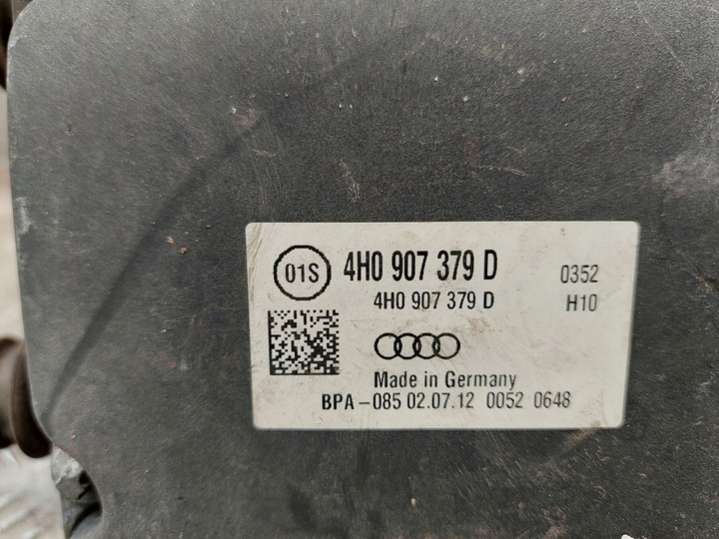 01S 4H0 907 379 D 0352
4H0 907 379 D H10
Made in Germany
BPA-085 02.07.12 0052 0648